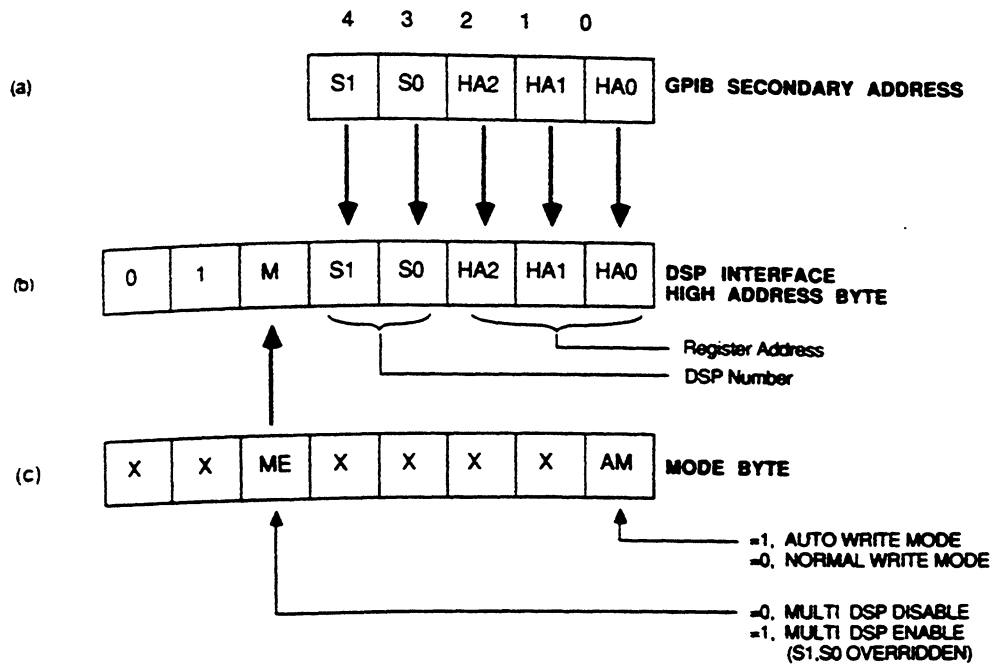 4 3 2 1 0
(a) S1 S0 HA2 HA1 HA0 GPIB SECONDARY ADDRESS
(b) 0 1 M S1 S0 HA2 HA1 HA0 DSP INTERFACE
HIGH ADDRESS BYTE
Register Address
DSP Number
(c) X X ME X X X X AM MODE BYTE
=1, AUTO WRITE MODE
=0, NORMAL WRITE MODE
=0, MULTI DSP DISABLE
=1, MULTI DSP ENABLE
(S1,S0 OVERRIDDEN)